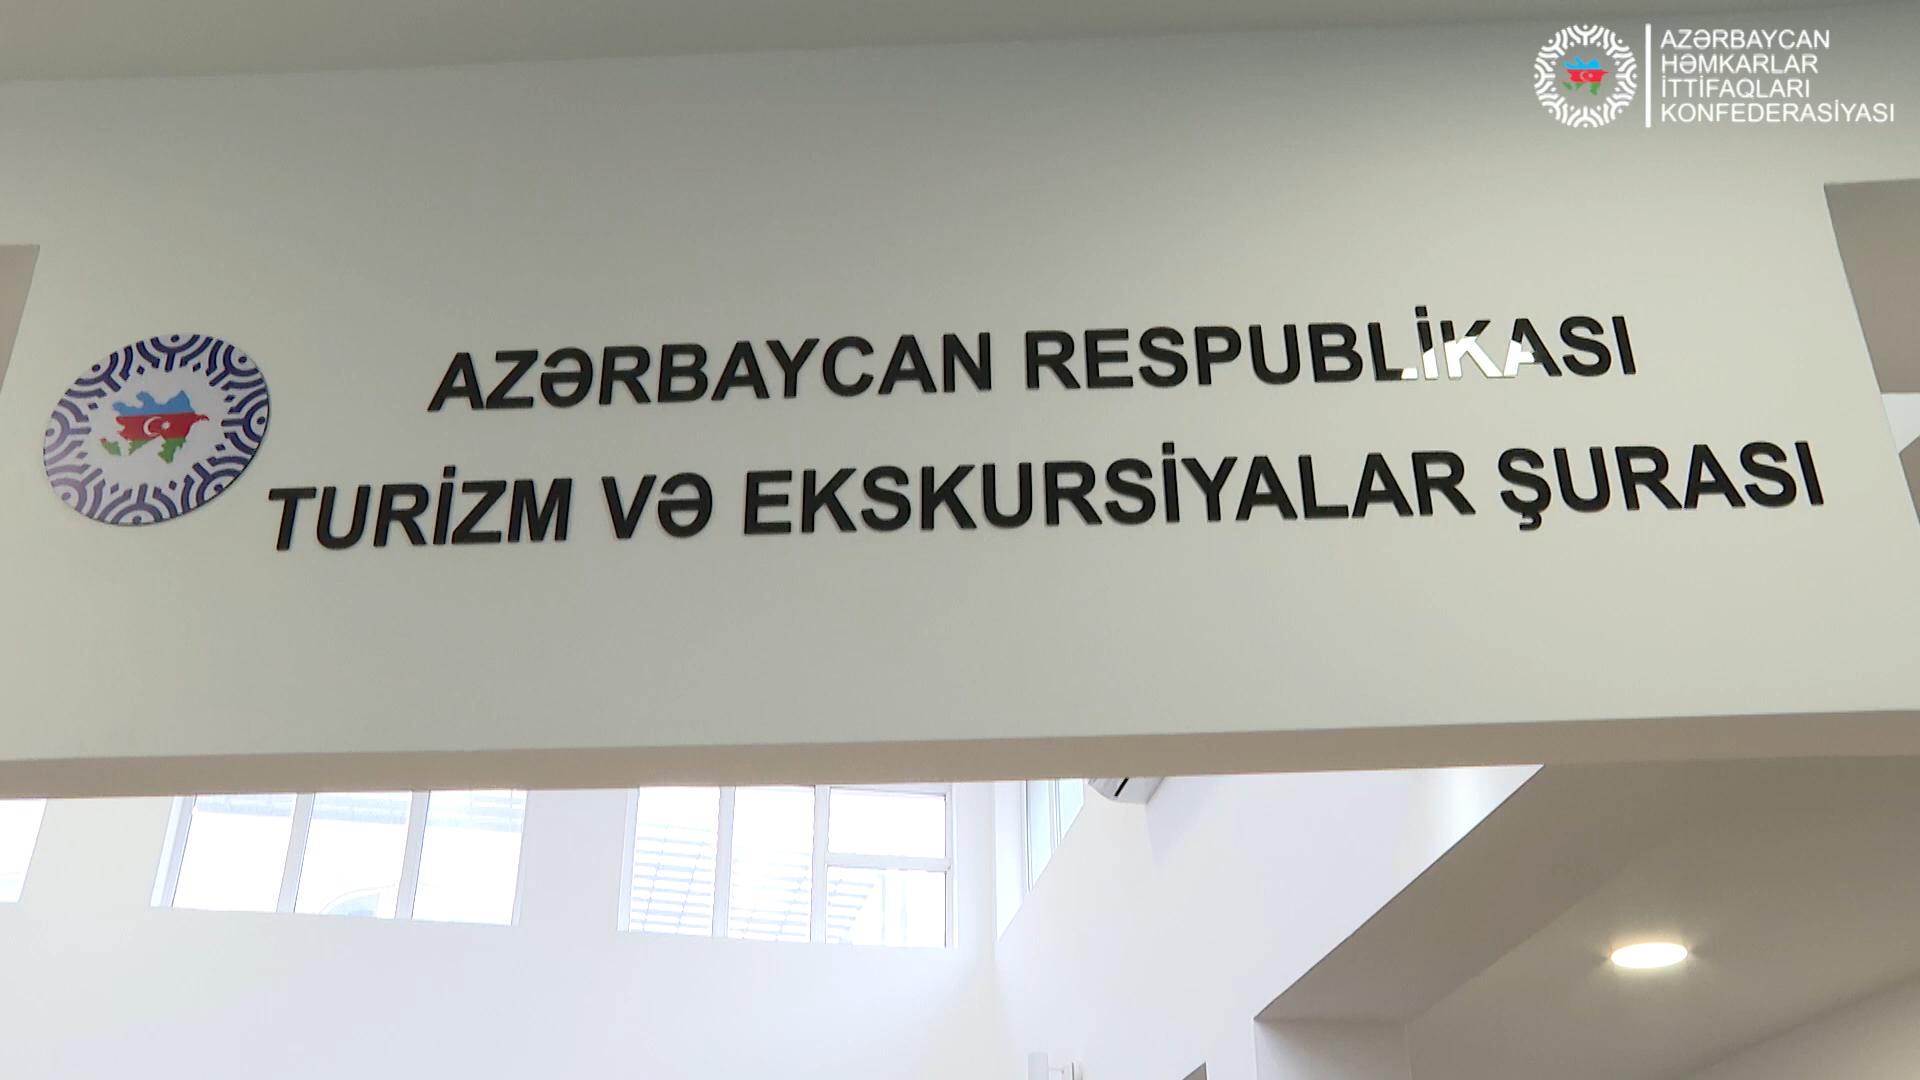 AZƏRBAYCAN
HƏMKARLAR
İTTİFAQLARI
KONFEDERASİYASI
AZƏRBAYCAN RESPUBLİKASI
TURİZM VƏ EKSKURSİYALAR ŞURASI